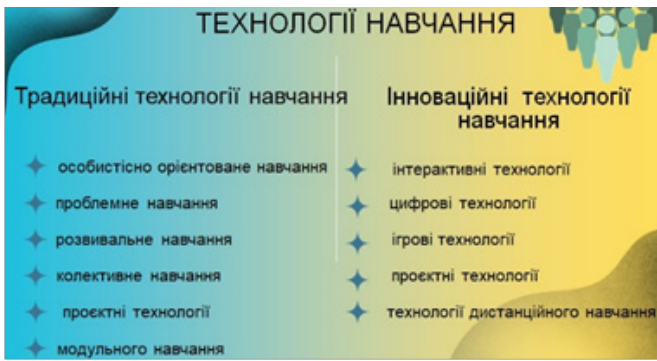 ТЕХНОЛОГІЇ НАВЧАННЯ
Традиційні технології навчання
особистісно орієнтоване навчання
проблемне навчання
розвивальне навчання
колективне навчання
проєктні технології
модульного навчання
Інноваційні технології
навчання
інтерактивні технології
цифрові технології
ігрові технології
проєктні технології
технології дистанційного навчання